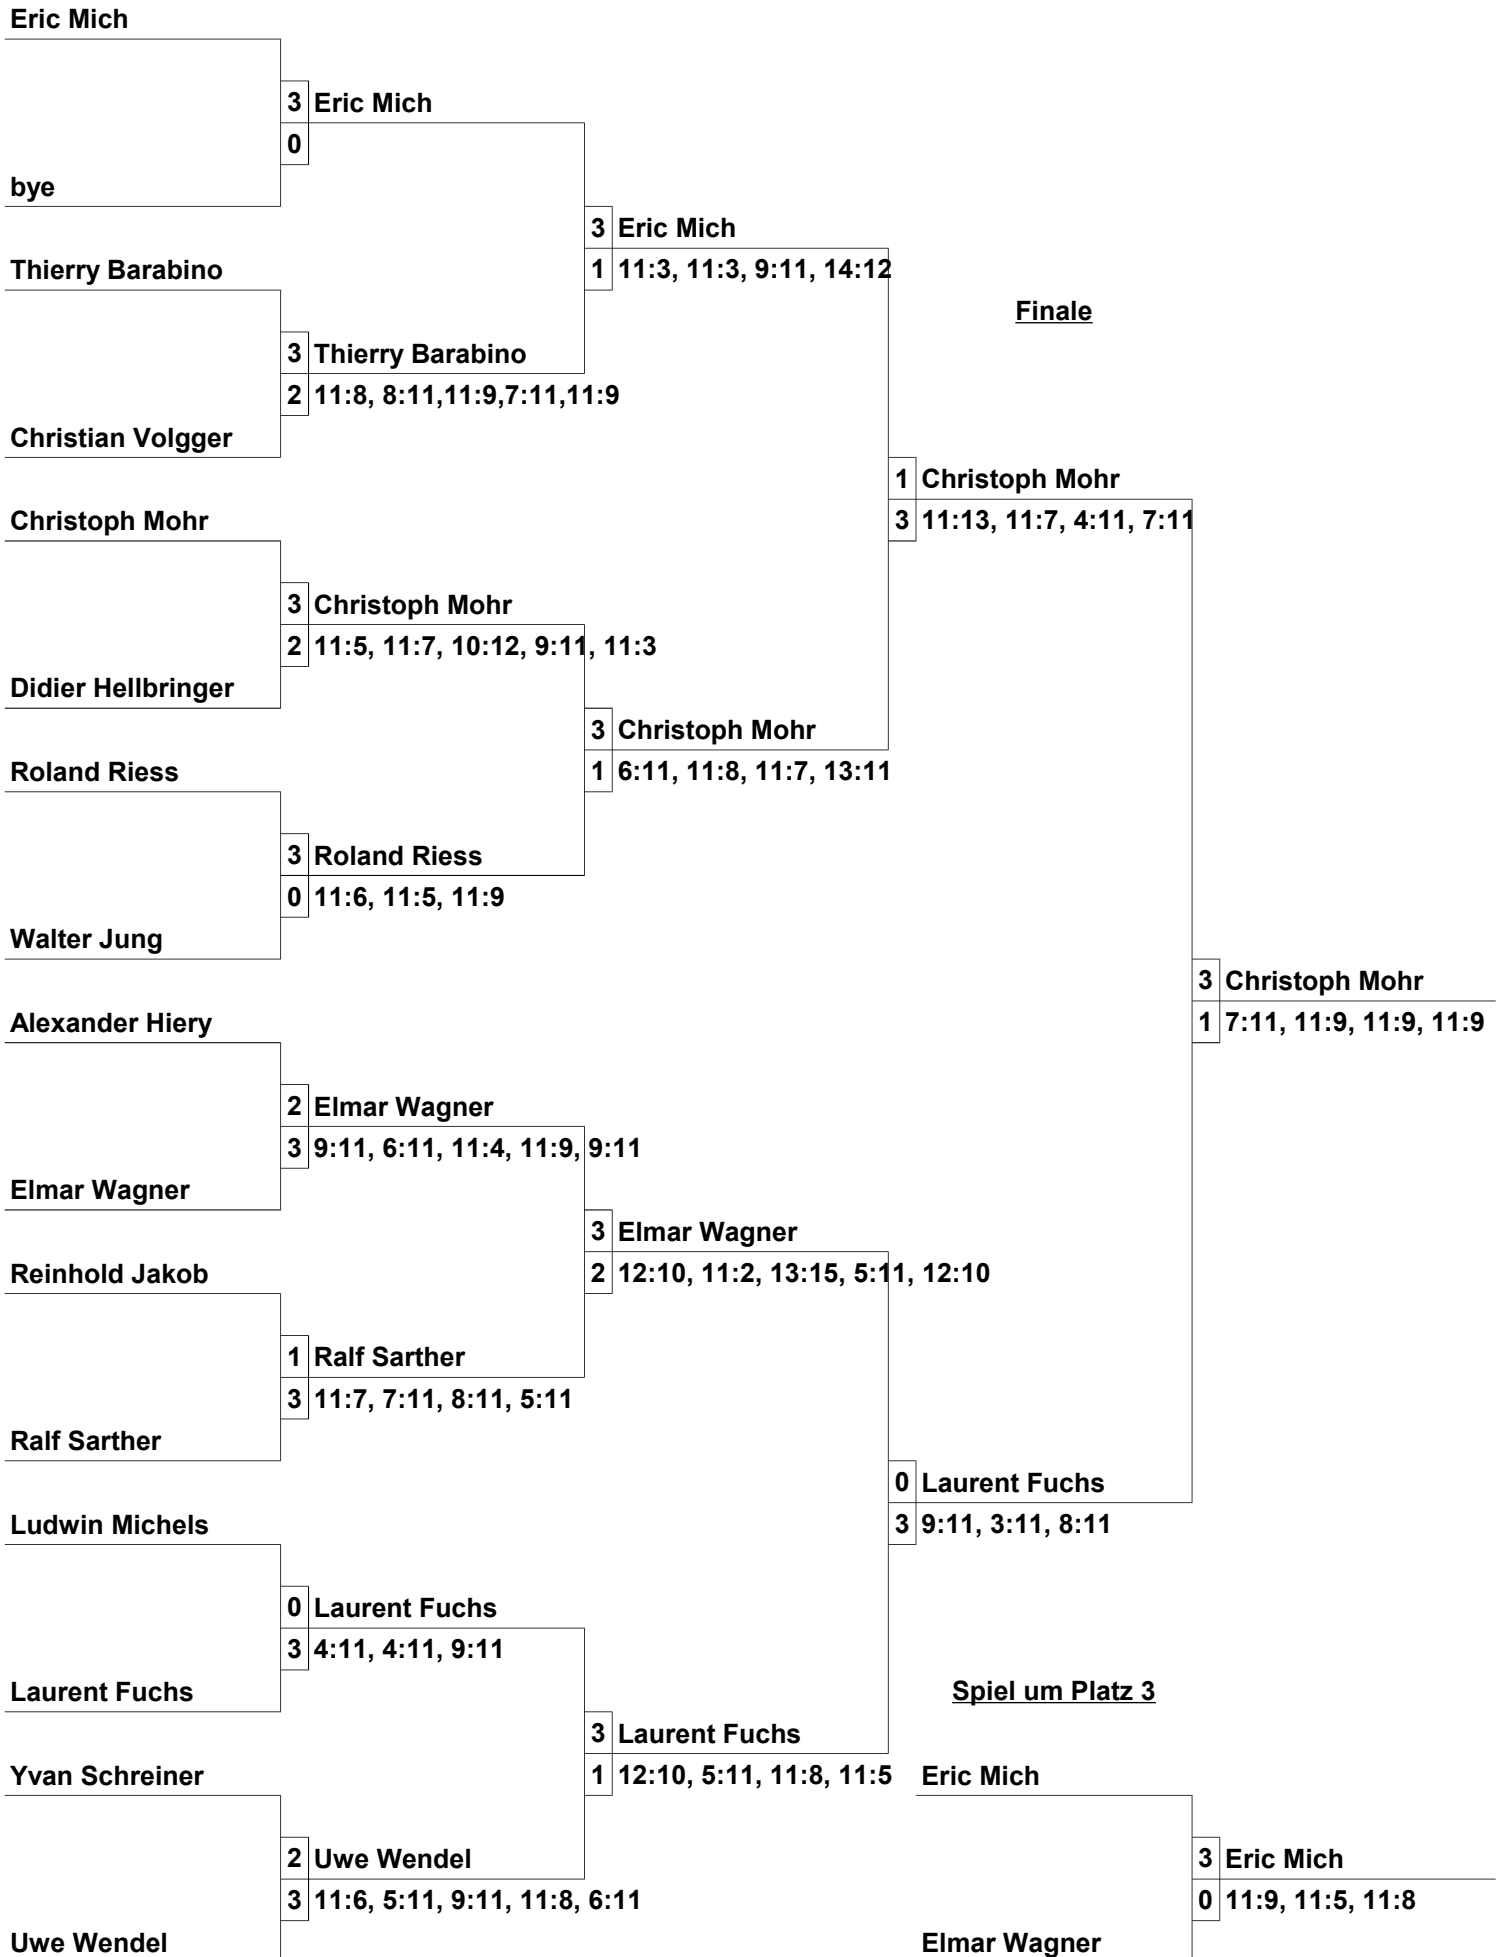 Eric Mich
3 Eric Mich
0
bye
3 Eric Mich
Thierry Barabino
1 11:3, 11:3, 9:11, 14:12
Finale
3 Thierry Barabino
2 11:8, 8:11,11:9,7:11,11:9
Christian Volgger
1 Christoph Mohr
Christoph Mohr
3 11:13, 11:7, 4:11, 7:11
3 Christoph Mohr
2 11:5, 11:7, 10:12, 9:11, 11:3
Didier Hellbringer
3 Christoph Mohr
Roland Riess
1 6:11, 11:8, 11:7, 13:11
3 Roland Riess
0 11:6, 11:5, 11:9
Walter Jung
3 Christoph Mohr
Alexander Hiery
1 7:11, 11:9, 11:9, 11:9
2 Elmar Wagner
3 9:11, 6:11, 11:4, 11:9, 9:11
Elmar Wagner
3 Elmar Wagner
Reinhold Jakob
2 12:10, 11:2, 13:15, 5:11, 12:10
1 Ralf Sarther
3 11:7, 7:11, 8:11, 5:11
Ralf Sarther
0 Laurent Fuchs
Ludwin Michels
3 9:11, 3:11, 8:11
0 Laurent Fuchs
3 4:11, 4:11, 9:11
Laurent Fuchs
Spiel um Platz 3
3 Laurent Fuchs
Yvan Schreiner
1 12:10, 5:11, 11:8, 11:5
Eric Mich
2 Uwe Wendel
3 Eric Mich
3 11:6, 5:11, 9:11, 11:8, 6:11
0 11:9, 11:5, 11:8
Uwe Wendel
Elmar Wagner